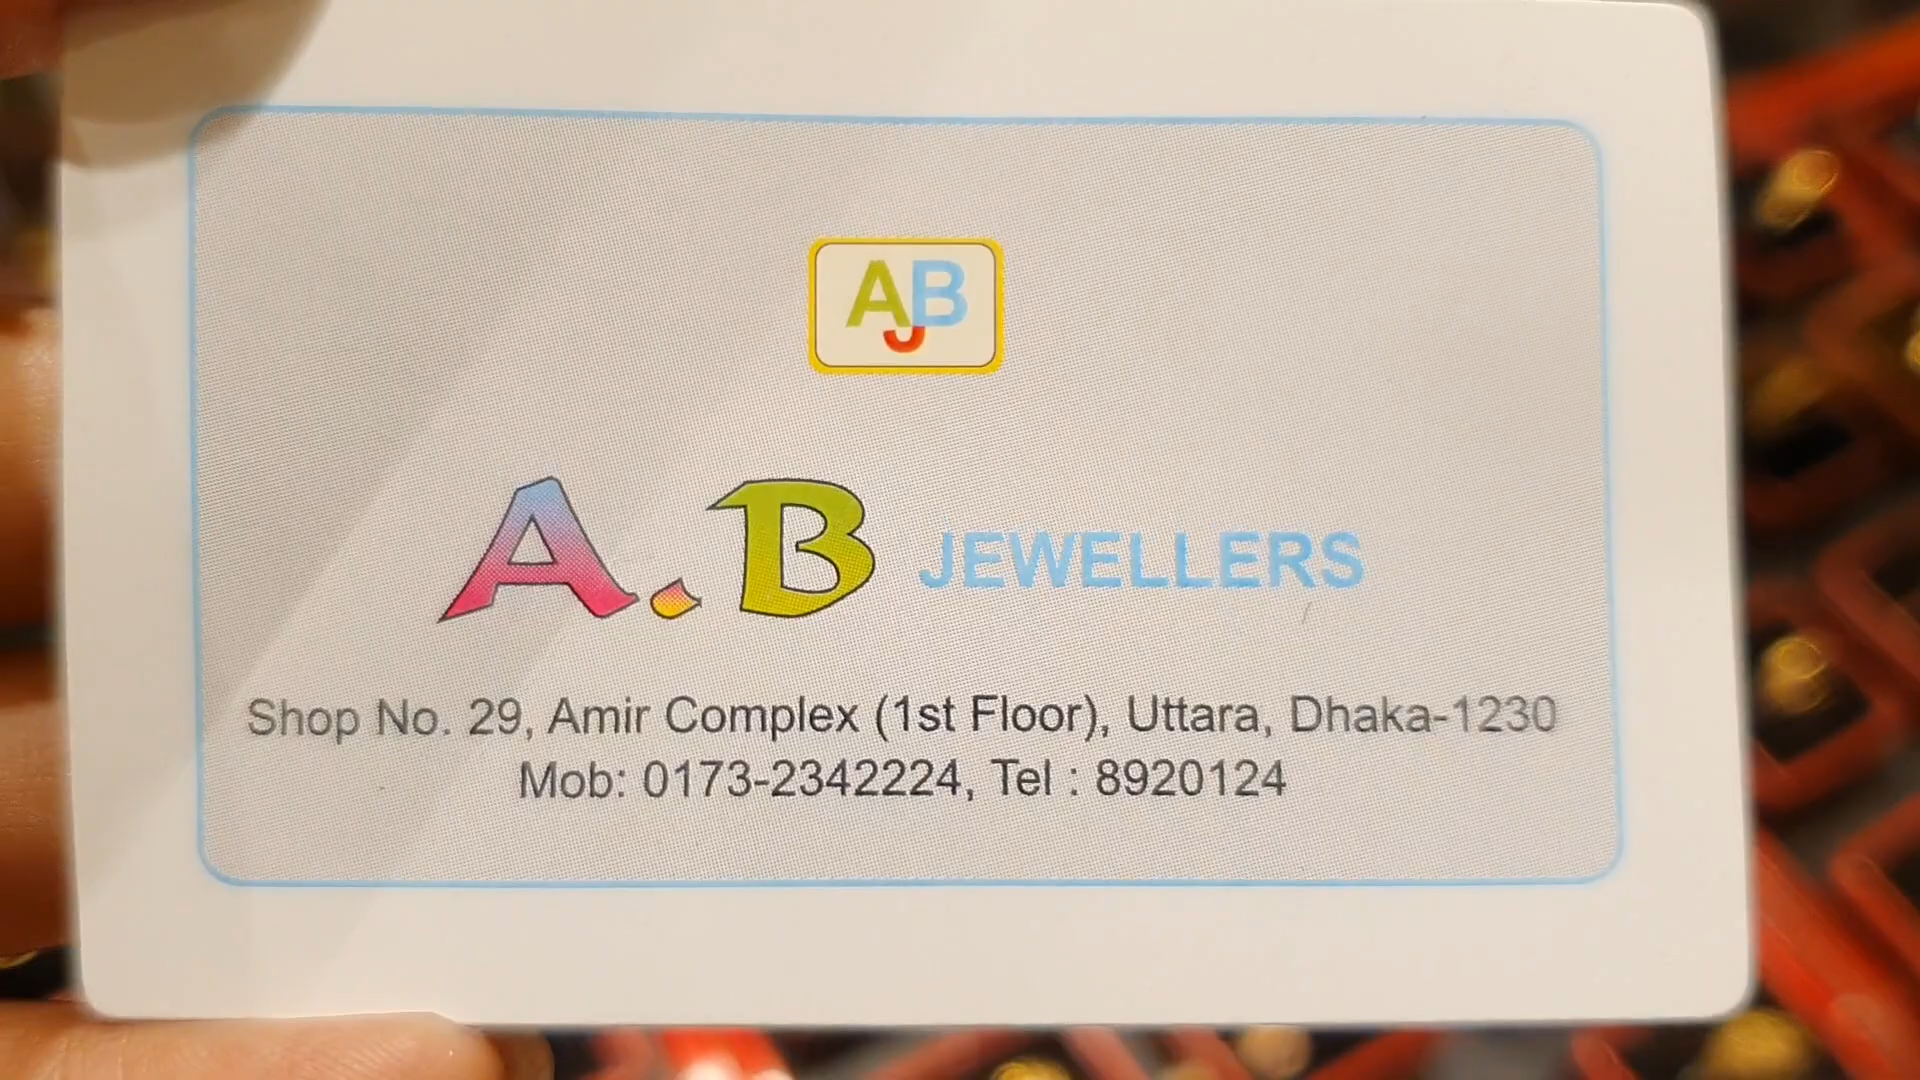 AJB
A.B JEWELLERS
Shop No. 29, Amir Complex (1st Floor), Uttara, Dhaka-1230
Mob: 0173-2342224, Tel : 8920124